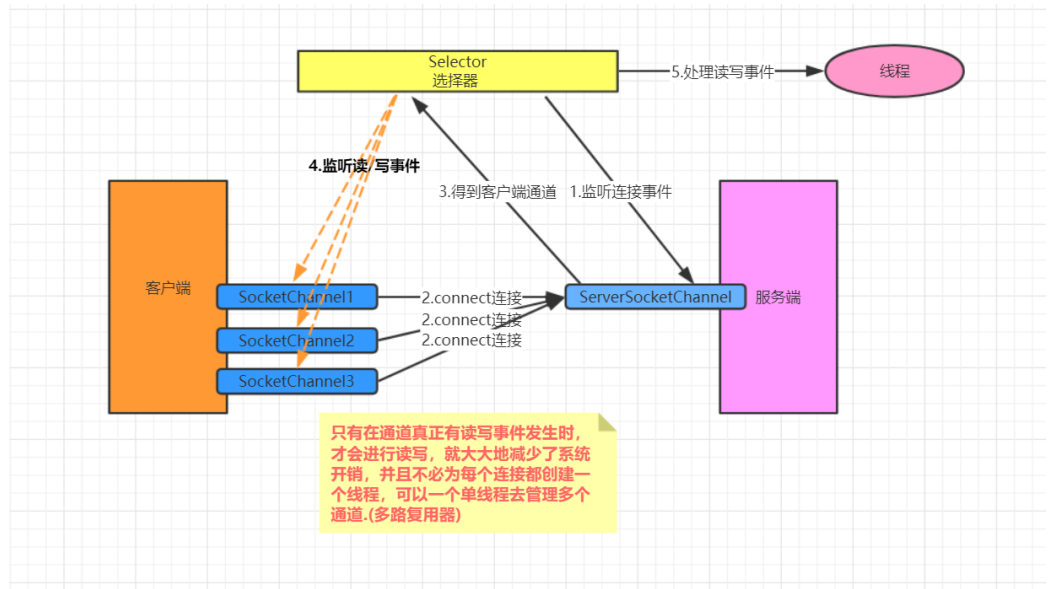 Selector
选择器
5.处理读写事件
线程
4.监听读/写事件
3.得到客户端通道
1.监听连接事件
客户端
SocketChannel1
2.connect连接
ServerSocketChannel
服务端
2.connect连接
SocketChannel2
2.connect连接
SocketChannel3
只有在通道真正有读写事件发生时，
才会进行读写，就大大地减少了系统
开销，并且不必为每个连接都创建一
个线程，可以一个单线程去管理多个
通道.(多路复用器)